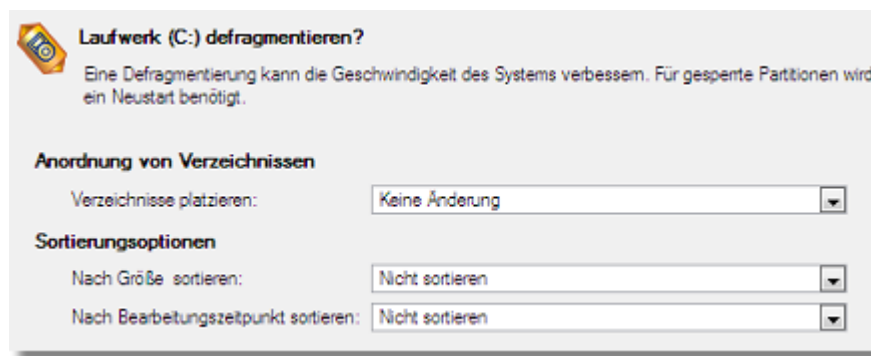 Laufwerk (C:) defragmentieren?
Eine Defragmentierung kann die Geschwindigkeit des Systems verbessern. Für gesperrte Partitionen wird
ein Neustart benötigt.
Anordnung von Verzeichnissen
Verzeichnisse platzieren: Keine Änderung
Sortierungsoptionen
Nach Größe sortieren: Nicht sortieren
Nach Bearbeitungszeitpunkt sortieren: Nicht sortieren